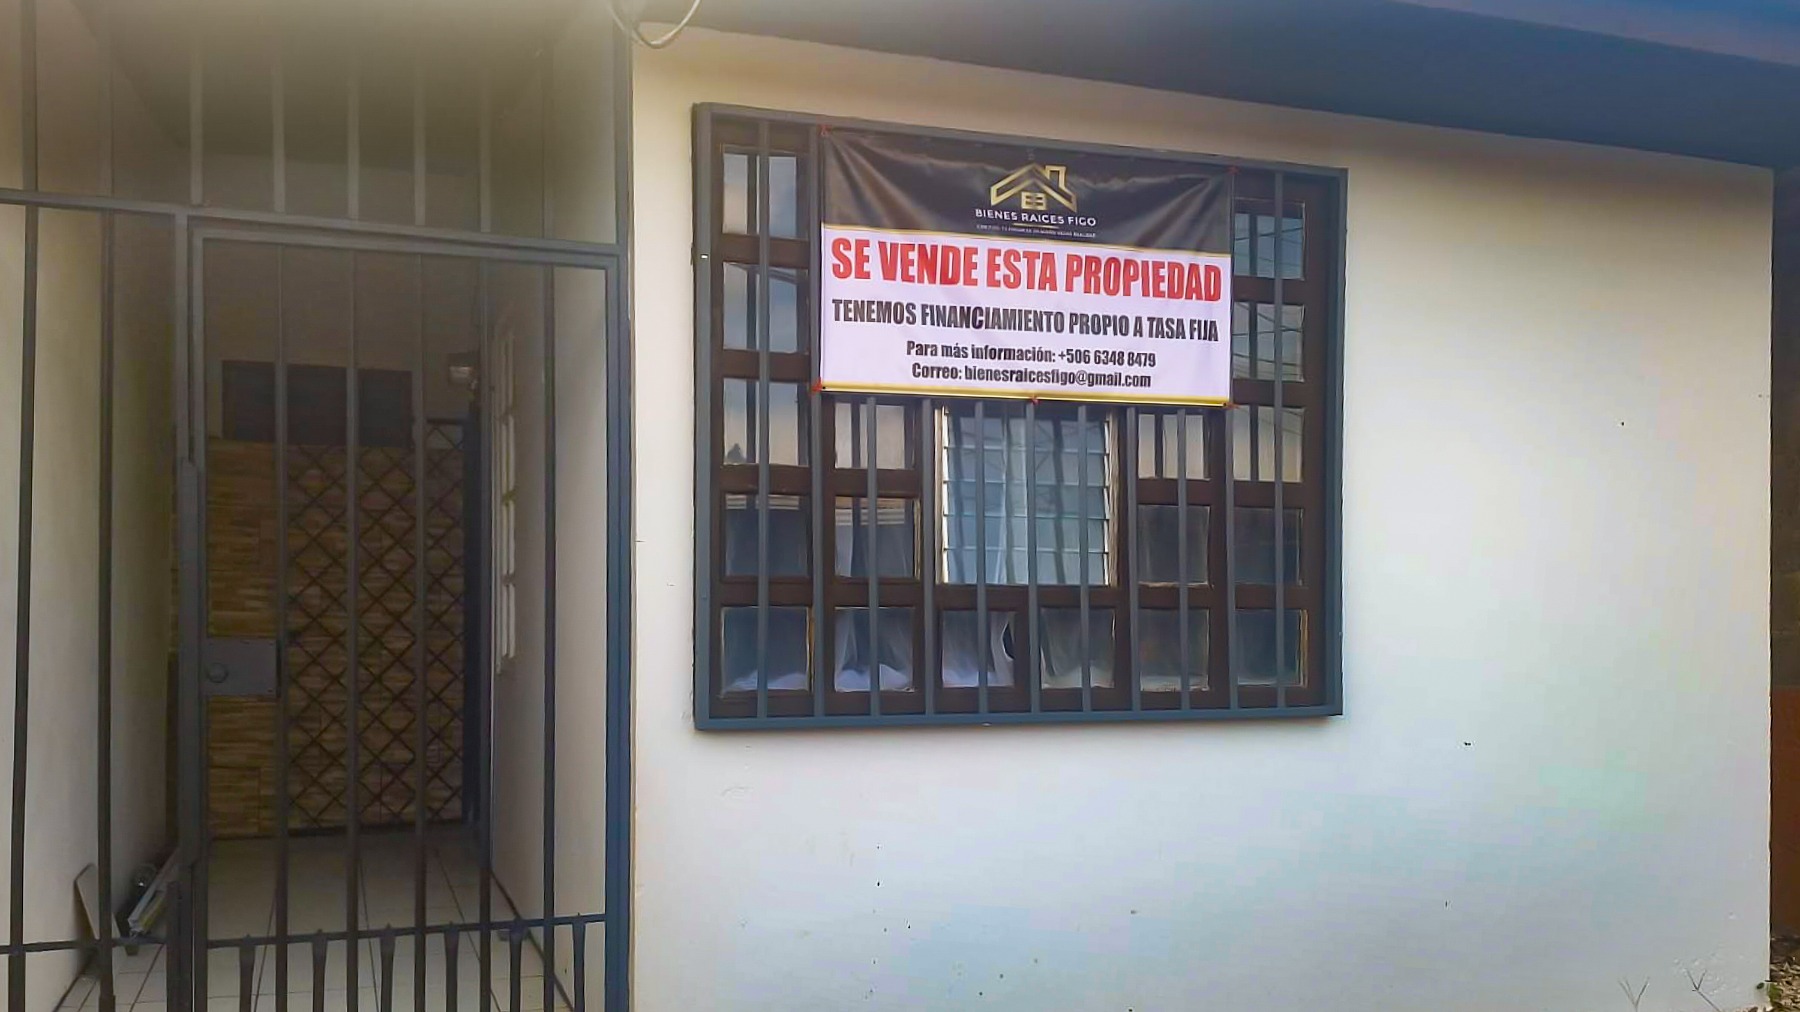 BIENES RAICES FIGO
SE VENDE ESTA PROPIEDAD
TENEMOS FINANCIAMIENTO PROPIO A TASA FIJA
Para más información: +506 6348 8479
Correo: bienesraicesfigo@gmail.com